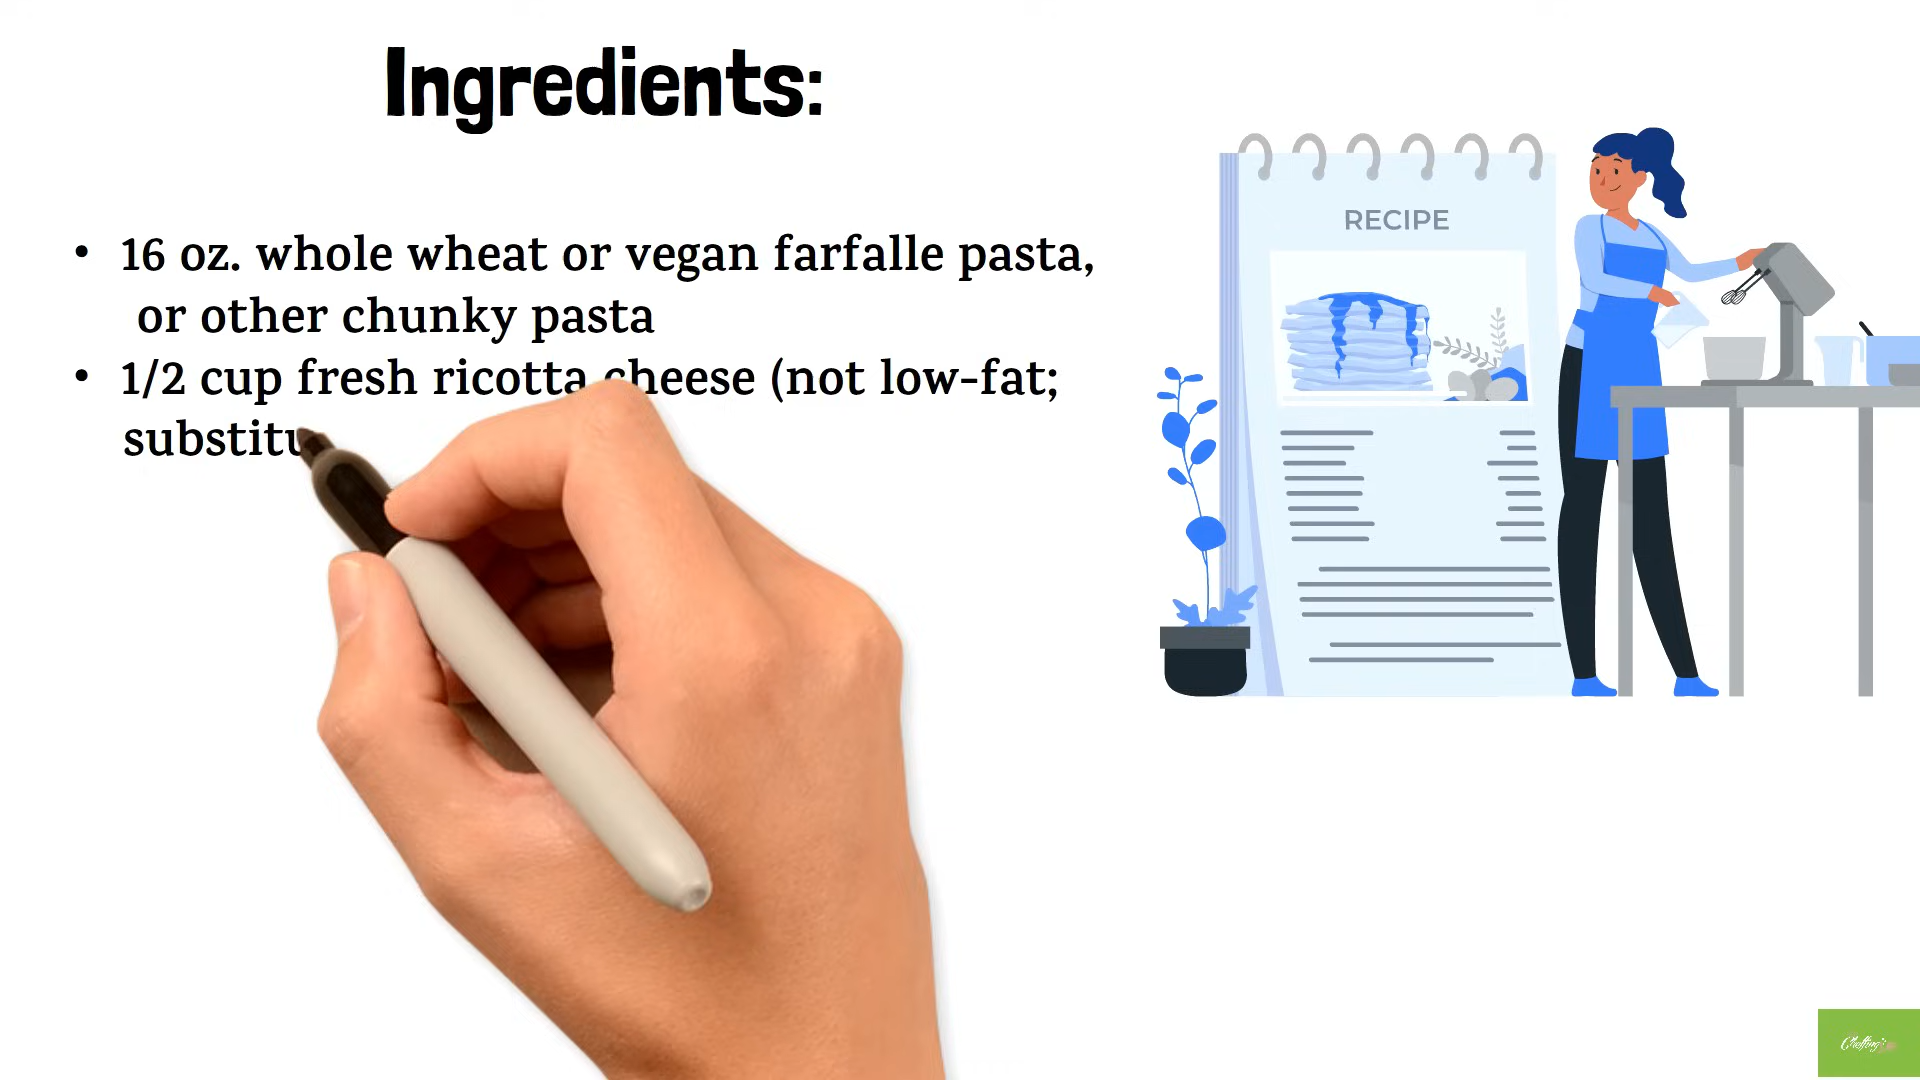 Ingredients:
• 16 oz. whole wheat or vegan farfalle pasta,
or other chunky pasta
• 1/2 cup fresh ricotta cheese (not low-fat;
substitu
RECIPE